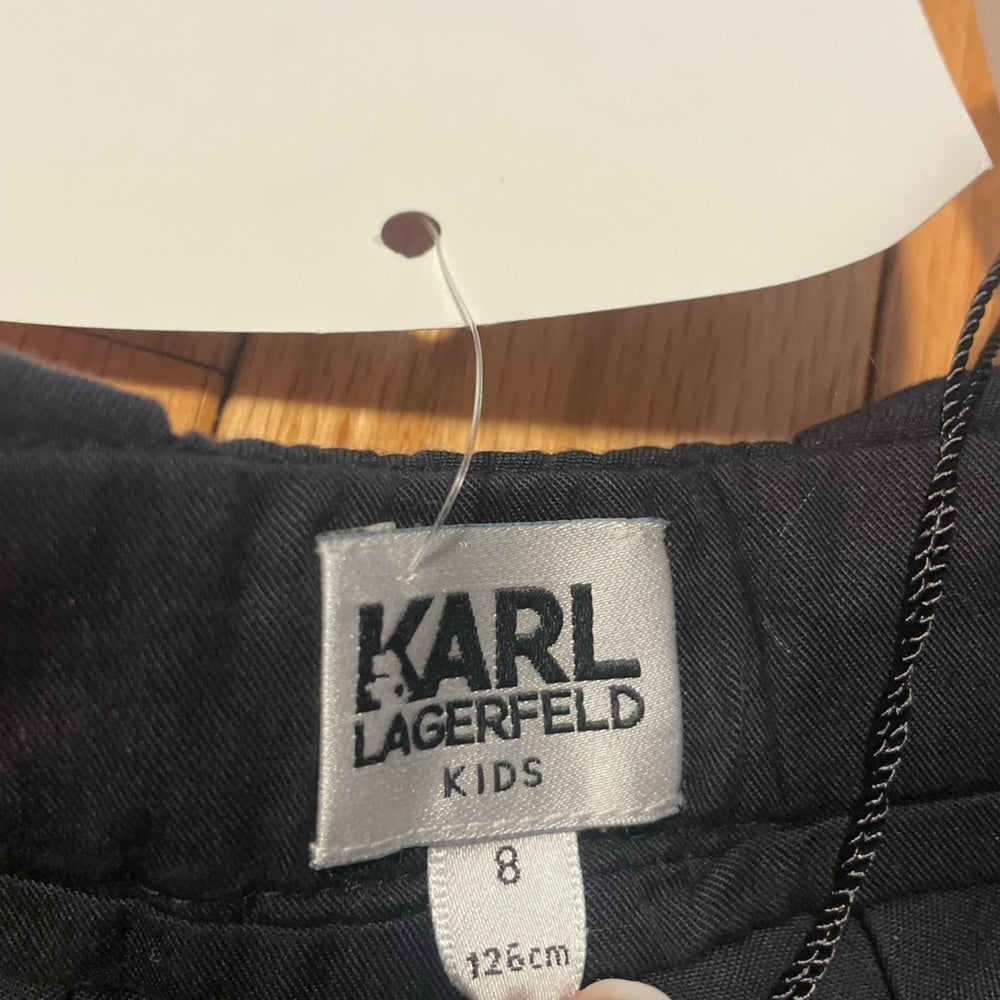 KARL
LAGERFELD
KIDS
8
126cm